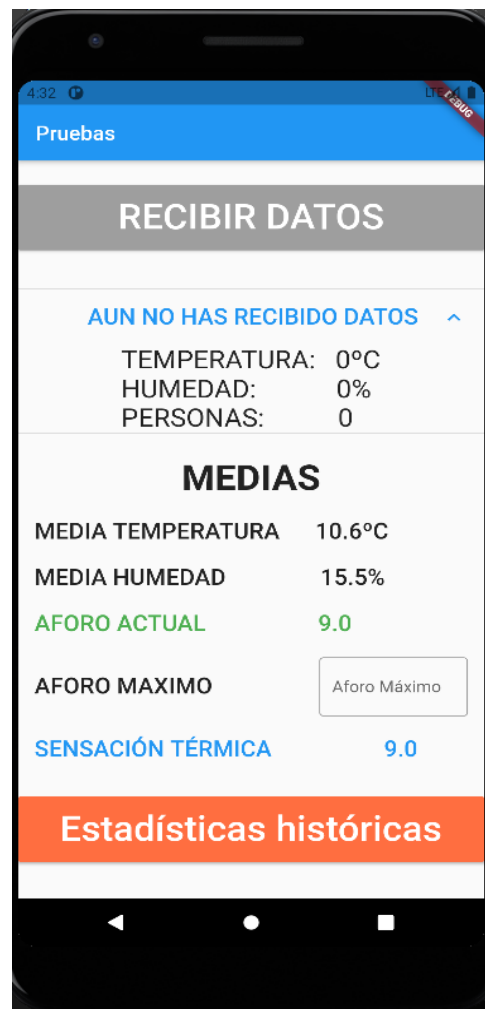 4:32 LTE
DEBUG
Pruebas
RECIBIR DATOS
AUN NO HAS RECIBIDO DATOS
TEMPERATURA: 0ºC
HUMEDAD: 0%
PERSONAS: 0
MEDIAS
MEDIA TEMPERATURA 10.6ºC
MEDIA HUMEDAD 15.5%
AFORO ACTUAL 9.0
AFORO MAXIMO Aforo Máximo
SENSACIÓN TÉRMICA 9.0
Estadísticas históricas